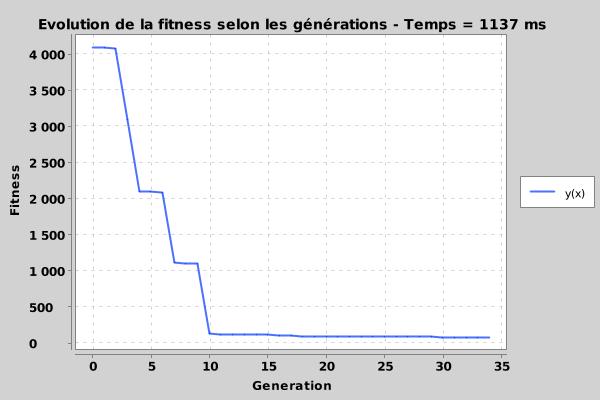 Evolution de la fitness selon les générations - Temps = 1137 ms
Fitness
4 000
3 500
3 000
2 500
2 000
1 500
1 000
500
0
0 5 10 15 20 25 30 35
Generation
y(x)